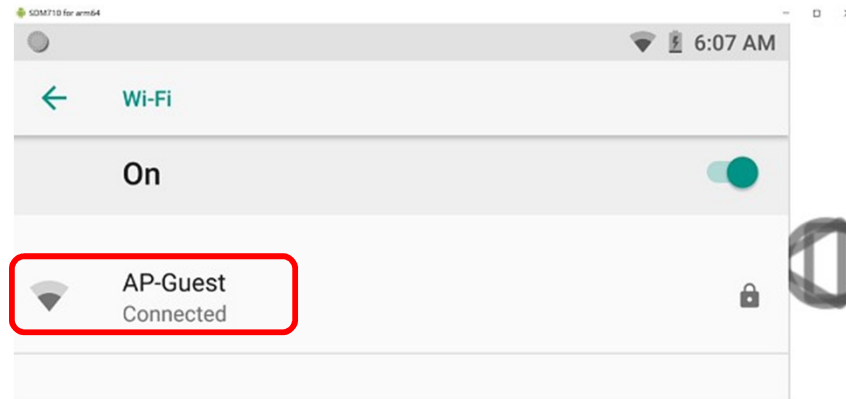 SDM710 for arm64
6:07 AM
Wi-Fi
On
AP-Guest
Connected